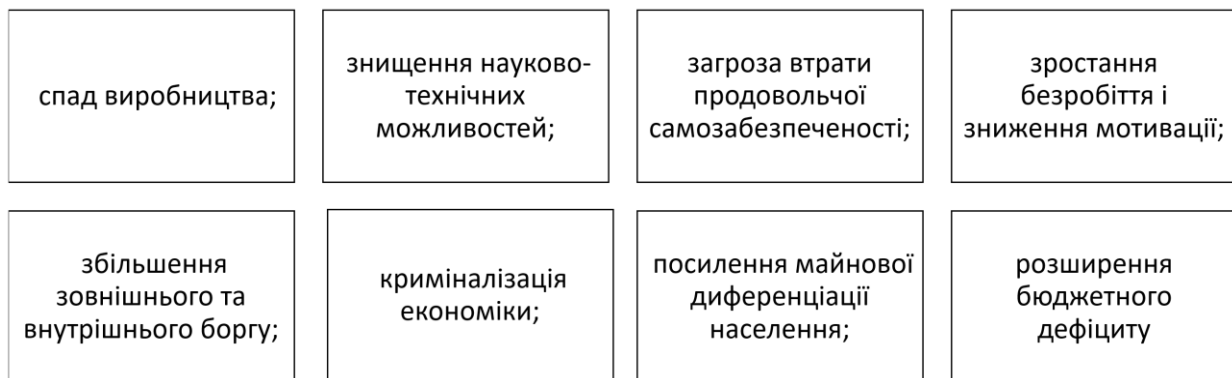 спад виробництва;
знищення науково-
технічних
можливостей;
загроза втрати
продовольчої
самозабезпеченості;
зростання
безробіття і
зниження мотивації;
збільшення
зовнішнього та
внутрішнього боргу;
криміналізація
економіки;
посилення майнової
диференціації
населення;
розширення
бюджетного
дефіциту